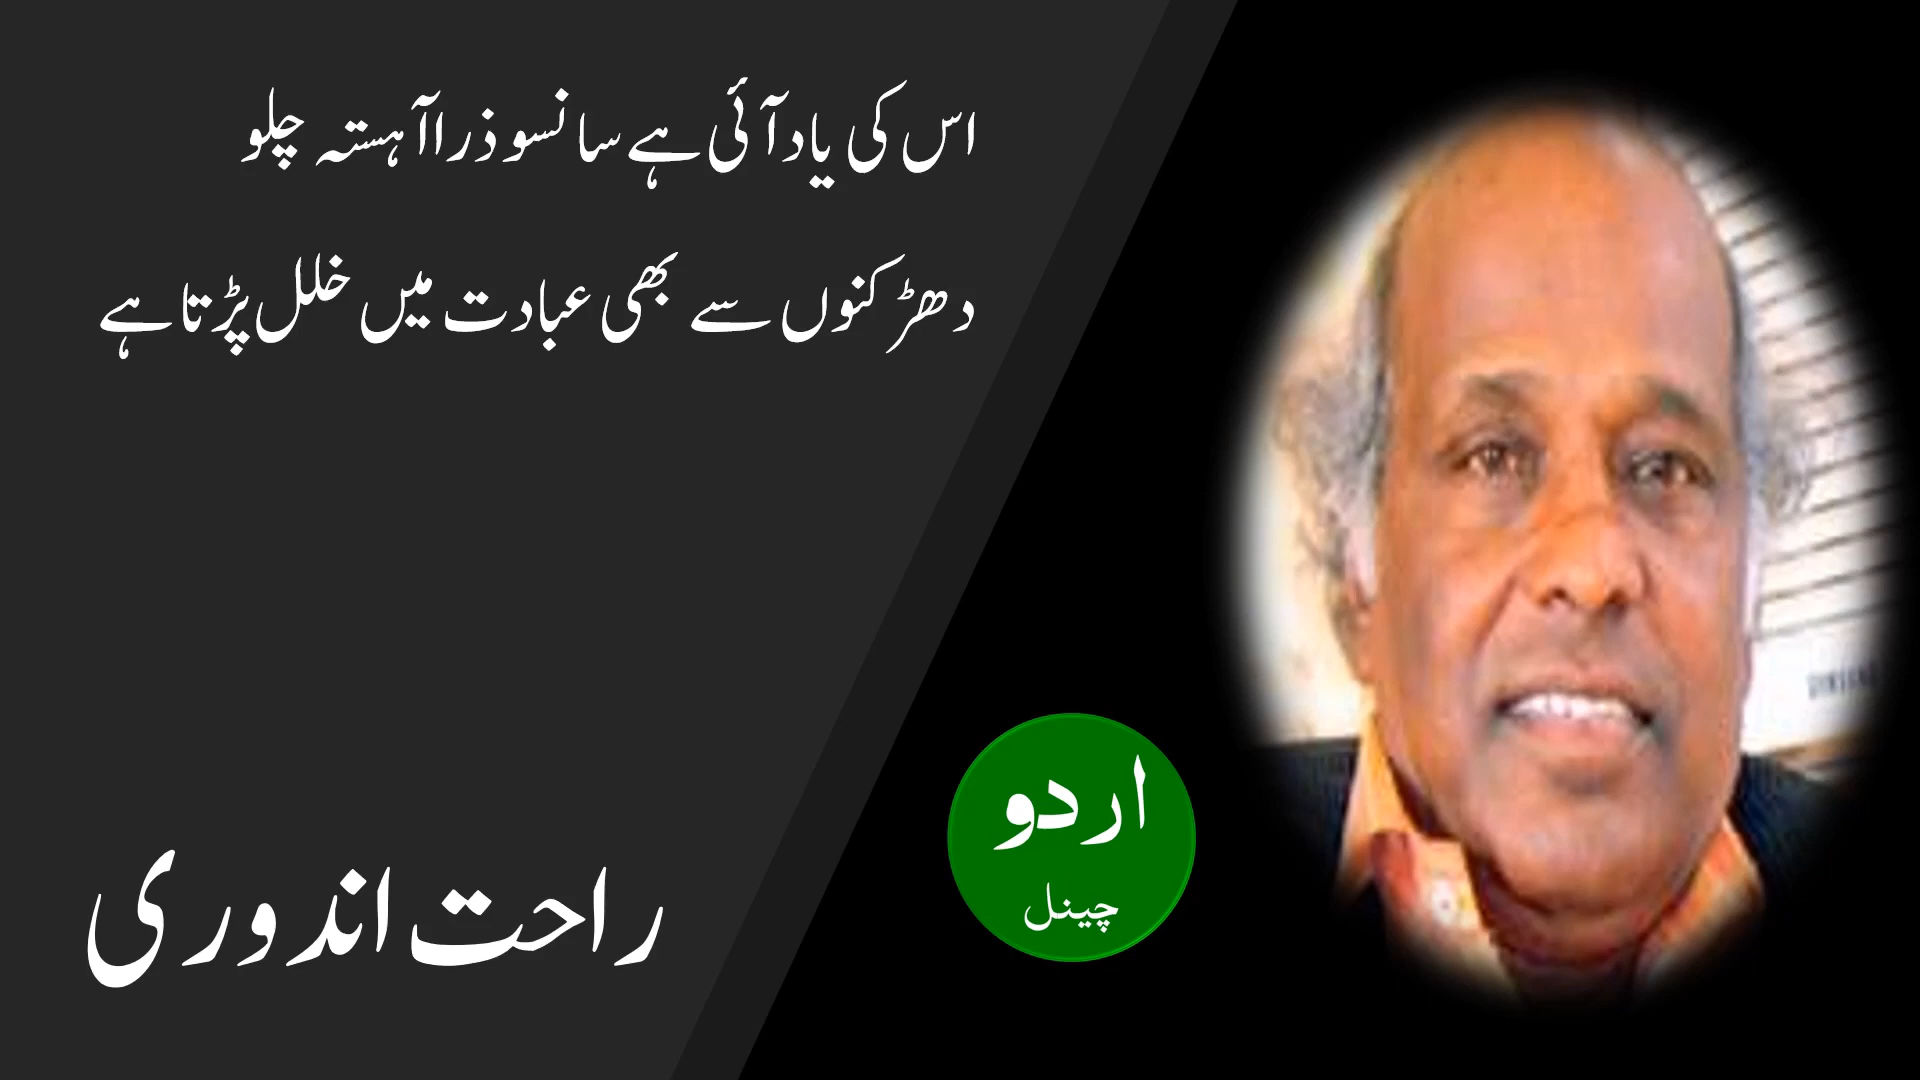 اس کی یاد آئی ہے سانسو ذرا آہستہ چلو
دھڑکنوں سے بھی عبادت میں خلل پڑتا ہے
راحت اندوری
اردو
چینل